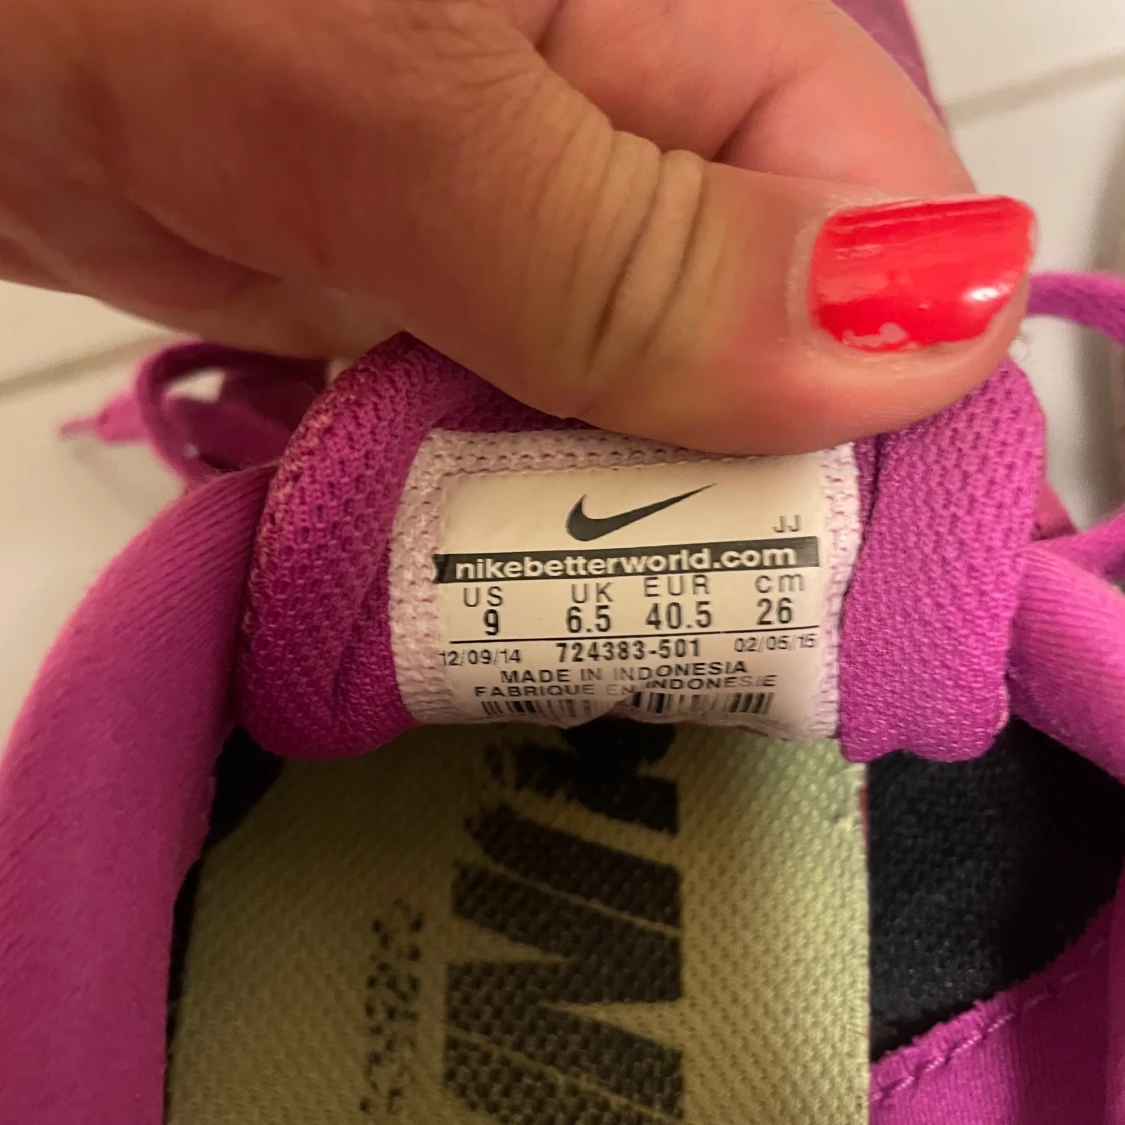 JJ
nikebetterworld.com
US UK EUR cm
9 6.5 40.5 26
12/09/14 724383-501 02/05/15
MADE IN INDONESIA
FABRIQUE EN INDONESIE